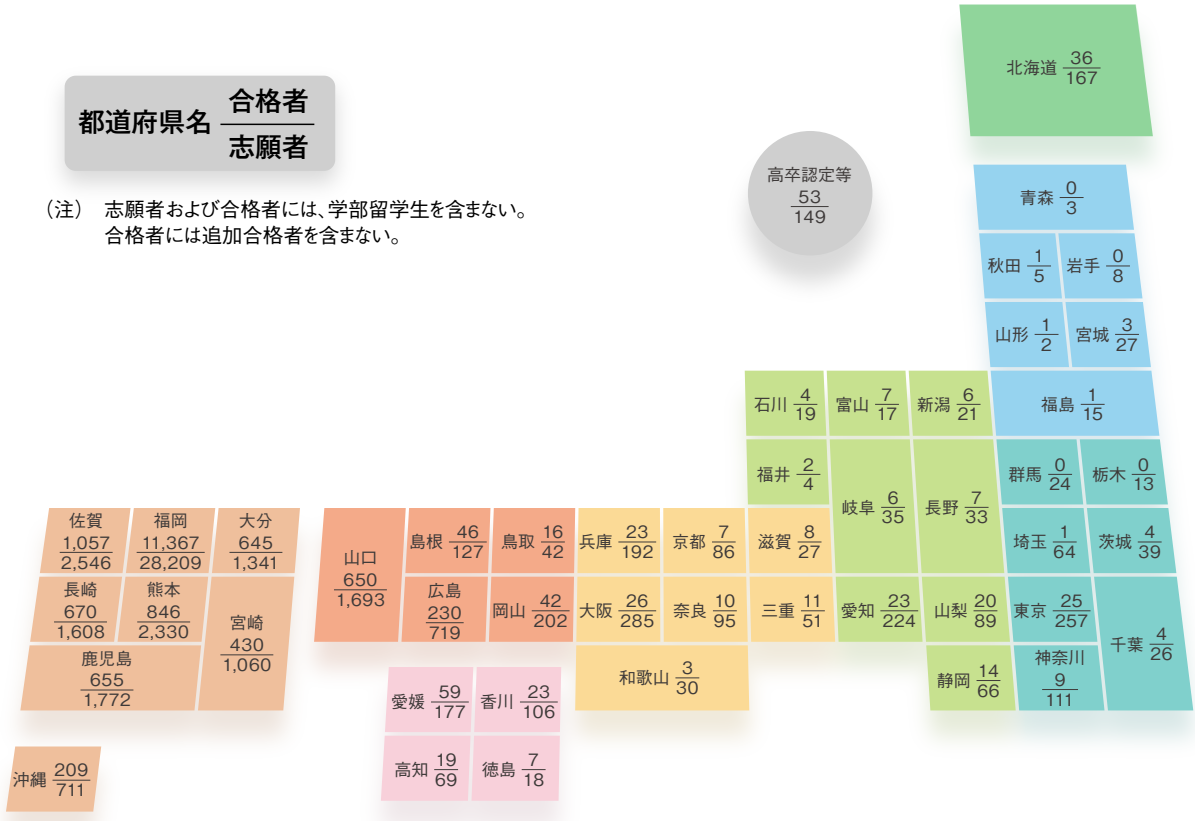 都道府県名 合格者
志願者
(注) 志願者および合格者には、学部留学生を含まない。
合格者には追加合格者を含まない。
北海道 36
167
高卒認定等
53
149
青森 0
3
秋田 1
5
岩手 0
8
山形 1
2
宮城 3
27
石川 4
19
富山 7
17
新潟 6
21
福島 1
15
福井 2
4
岐阜 6
35
長野 7
33
群馬 0
24
栃木 0
13
埼玉 1
64
茨城 4
39
佐賀
1,057
2,546
福岡
11,367
28,209
大分
645
1,341
山口
650
1,693
島根 46
127
鳥取 16
42
兵庫 23
192
京都 7
86
滋賀 8
27
長崎
670
1,608
熊本
846
2,330
宮崎
430
1,060
広島
230
719
岡山 42
202
大阪 26
285
奈良 10
95
三重 11
51
愛知 23
224
山梨 20
89
東京 25
257
千葉 4
26
鹿児島
655
1,772
愛媛 59
177
香川 23
106
和歌山 3
30
静岡 14
66
神奈川
9
111
高知 19
69
徳島 7
18
沖縄 209
711